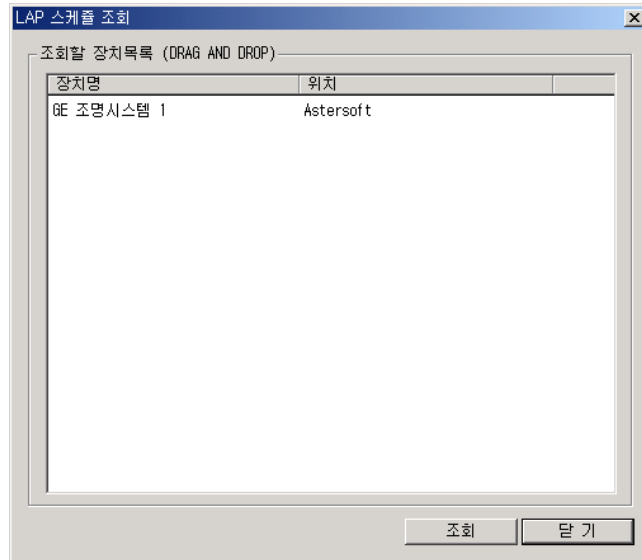 LAP 스케쥴 조회
조회할 장치목록 (DRAG AND DROP)
장치명 위치
GE 조명시스템 1 Astersoft
조회 닫 기